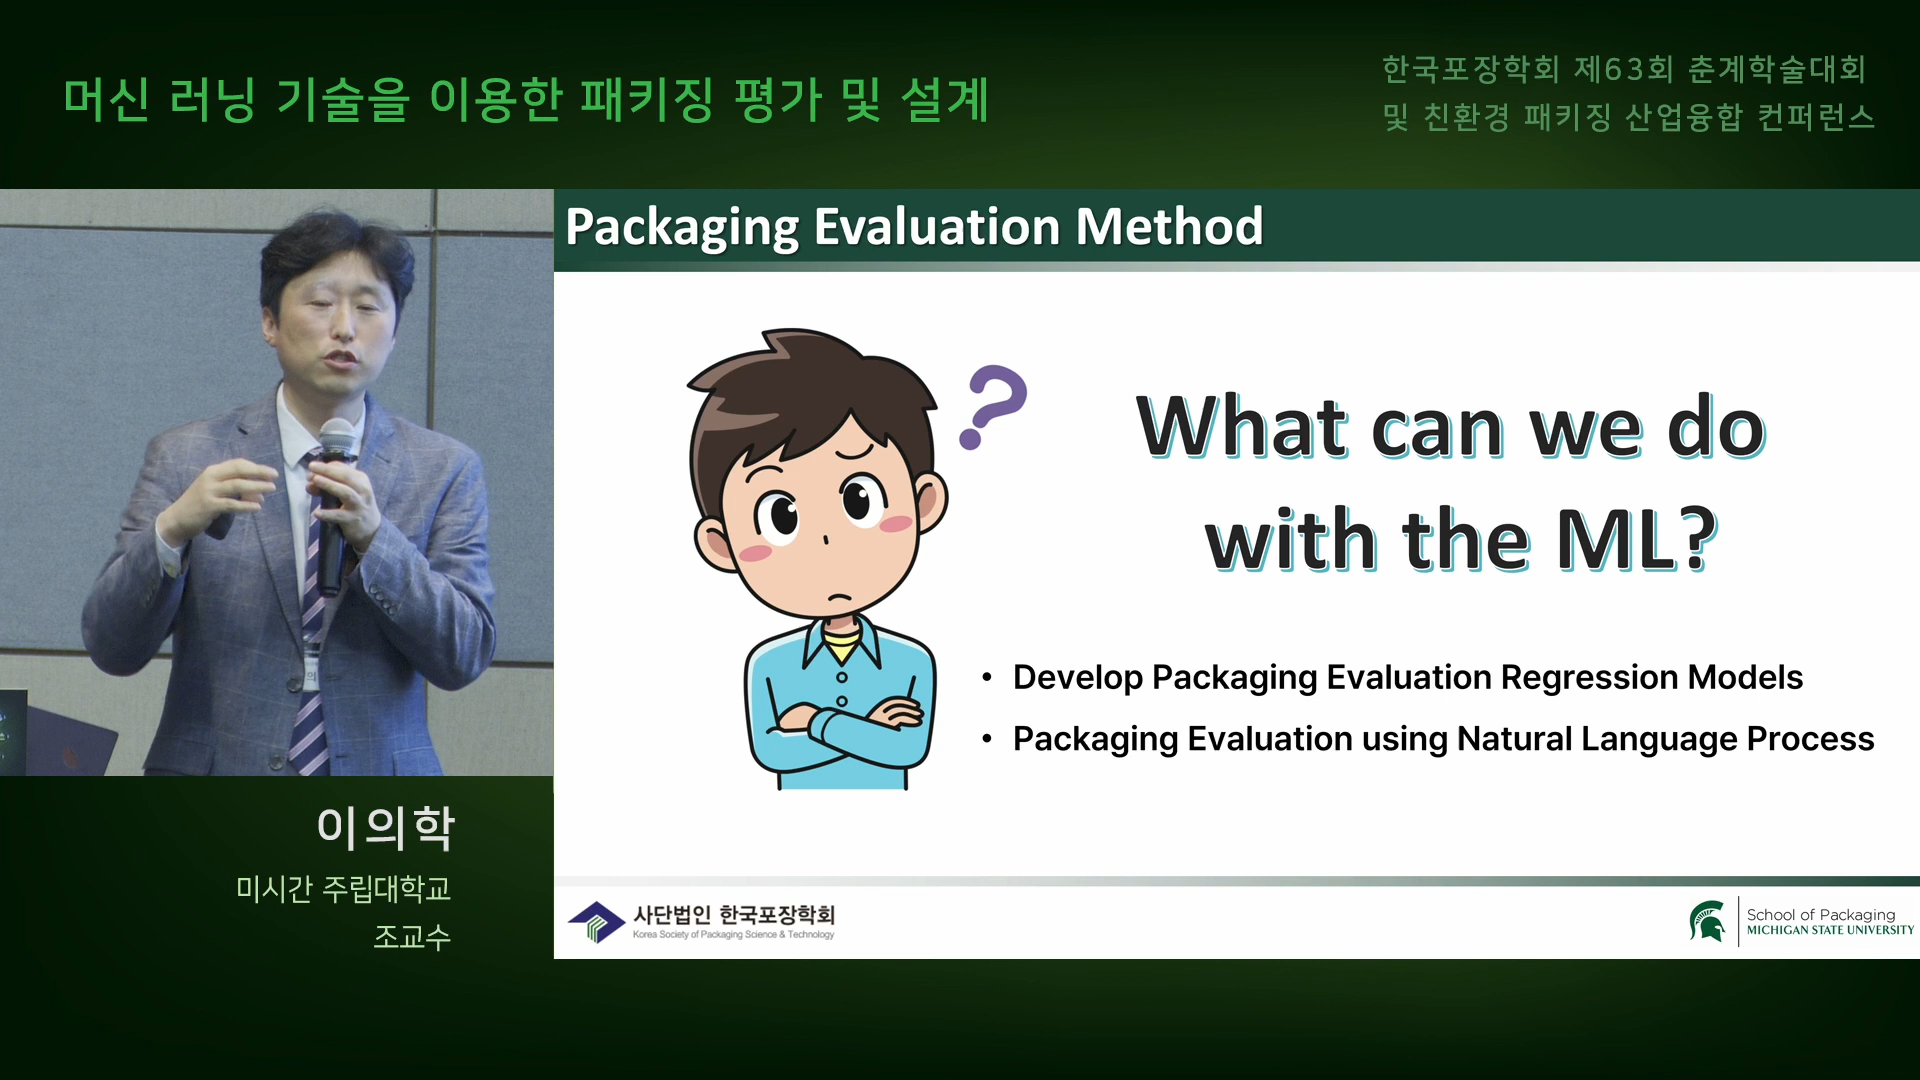 머신 러닝 기술을 이용한 패키징 평가 및 설계
한국포장학회 제63회 춘계학술대회
및 친환경 패키징 산업융합 컨퍼런스
Packaging Evaluation Method
?
What can we do
with the ML?
• Develop Packaging Evaluation Regression Models
• Packaging Evaluation using Natural Language Process
이의학
미시간 주립대학교
조교수
사단법인 한국포장학회
Korea Society of Packaging Science & Technology
School of Packaging
MICHIGAN STATE UNIVERSITY